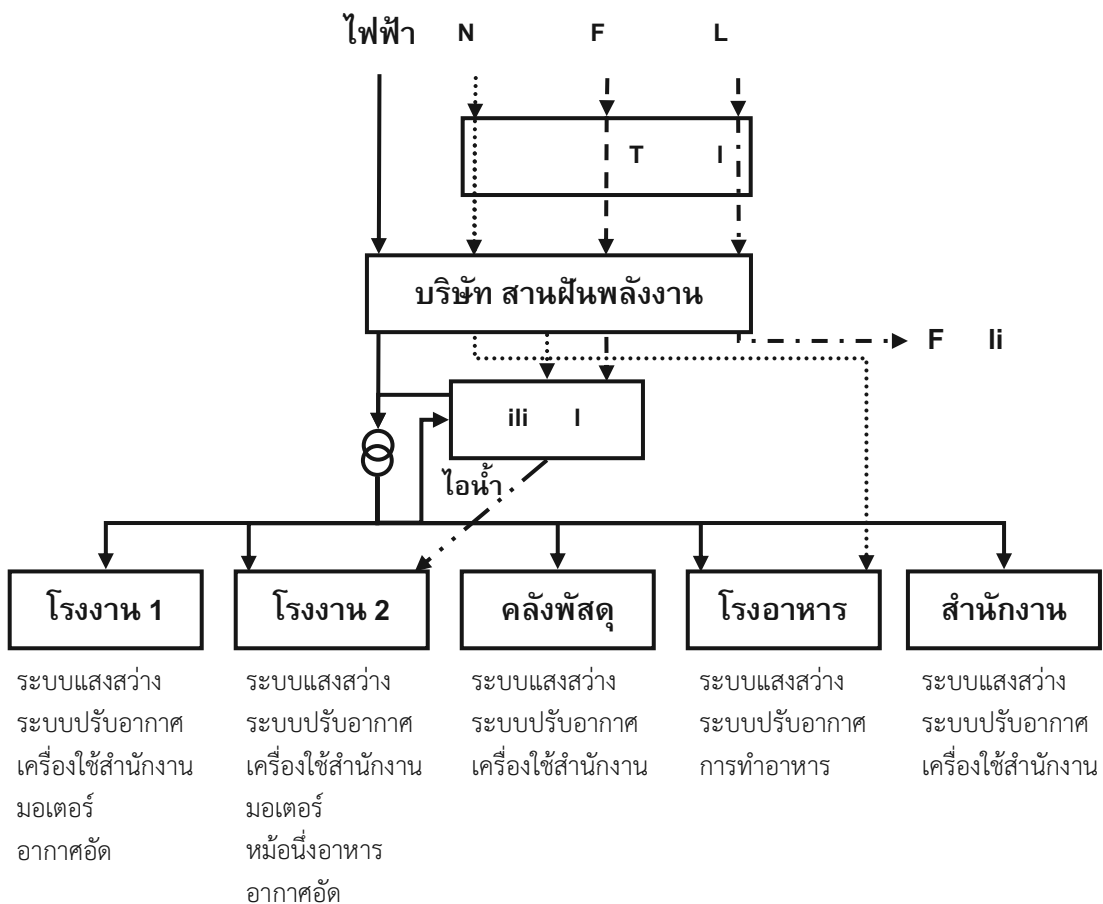 ไฟฟ้า N F L
T l
บริษัท สานฝันพลังงาน
F li
ili l
ไอน้ำ
โรงงาน 1
โรงงาน 2
คลังพัสดุ
โรงอาหาร
สำนักงาน
ระบบแสงสว่าง
ระบบปรับอากาศ
เครื่องใช้สำนักงาน
มอเตอร์
อากาศอัด
ระบบแสงสว่าง
ระบบปรับอากาศ
เครื่องใช้สำนักงาน
มอเตอร์
หม้อนึ่งอาหาร
อากาศอัด
ระบบแสงสว่าง
ระบบปรับอากาศ
เครื่องใช้สำนักงาน
ระบบแสงสว่าง
ระบบปรับอากาศ
การทำอาหาร
ระบบแสงสว่าง
ระบบปรับอากาศ
เครื่องใช้สำนักงาน